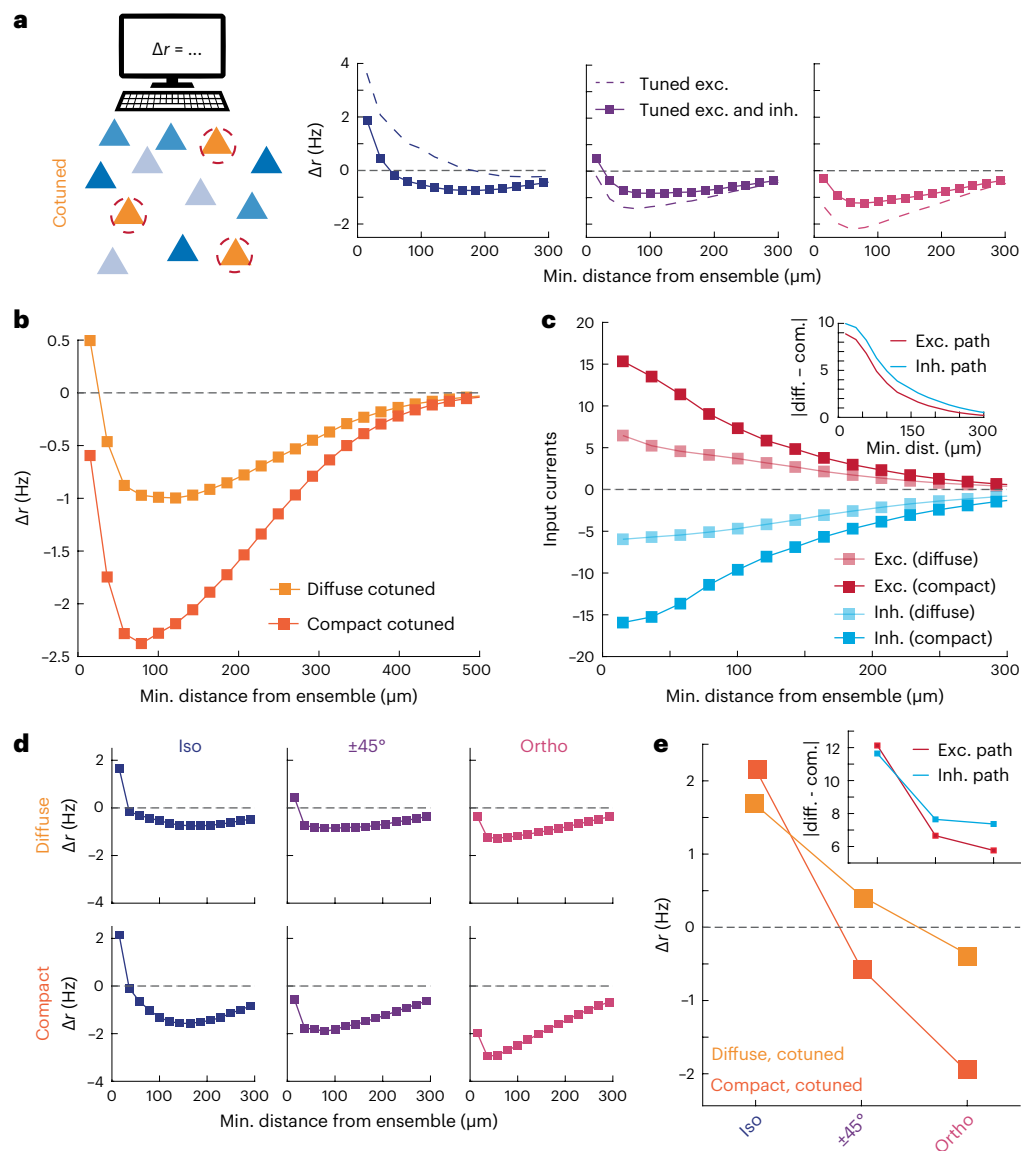 a
Δr = ...
Cotuned
4
2
0
−2
Δr (Hz)
Tuned exc.
Tuned exc. and inh.
0 100 200 300
0 100 200 300
0 100 200 300
Min. distance from ensemble (μm)
b
0.5
0
−0.5
−1
−1.5
−2
−2.5
Δr (Hz)
Diffuse cotuned
Compact cotuned
0 100 200 300 400 500
Min. distance from ensemble (μm)
c
20
15
10
5
0
−5
−10
−15
−20
Input currents
Exc. (diffuse)
Exc. (compact)
Inh. (diffuse)
Inh. (compact)
0 100 200 300
Min. distance from ensemble (μm)
|diff. − com.|
10
5
0
Exc. path
Inh. path
0 150 300
Min. dist. (μm)
d
Iso ±45° Ortho
Diffuse
Δr (Hz)
2
0
−2
−4
Compact
Δr (Hz)
2
0
−2
−4
0 100 200 300
0 100 200 300
0 100 200 300
Min. distance from ensemble (μm)
e
2
1
0
−1
−2
Δr (Hz)
Diffuse, cotuned
Compact, cotuned
Iso
±45°
Ortho
|diff. - com.|
12
10
8
6
Exc. path
Inh. path